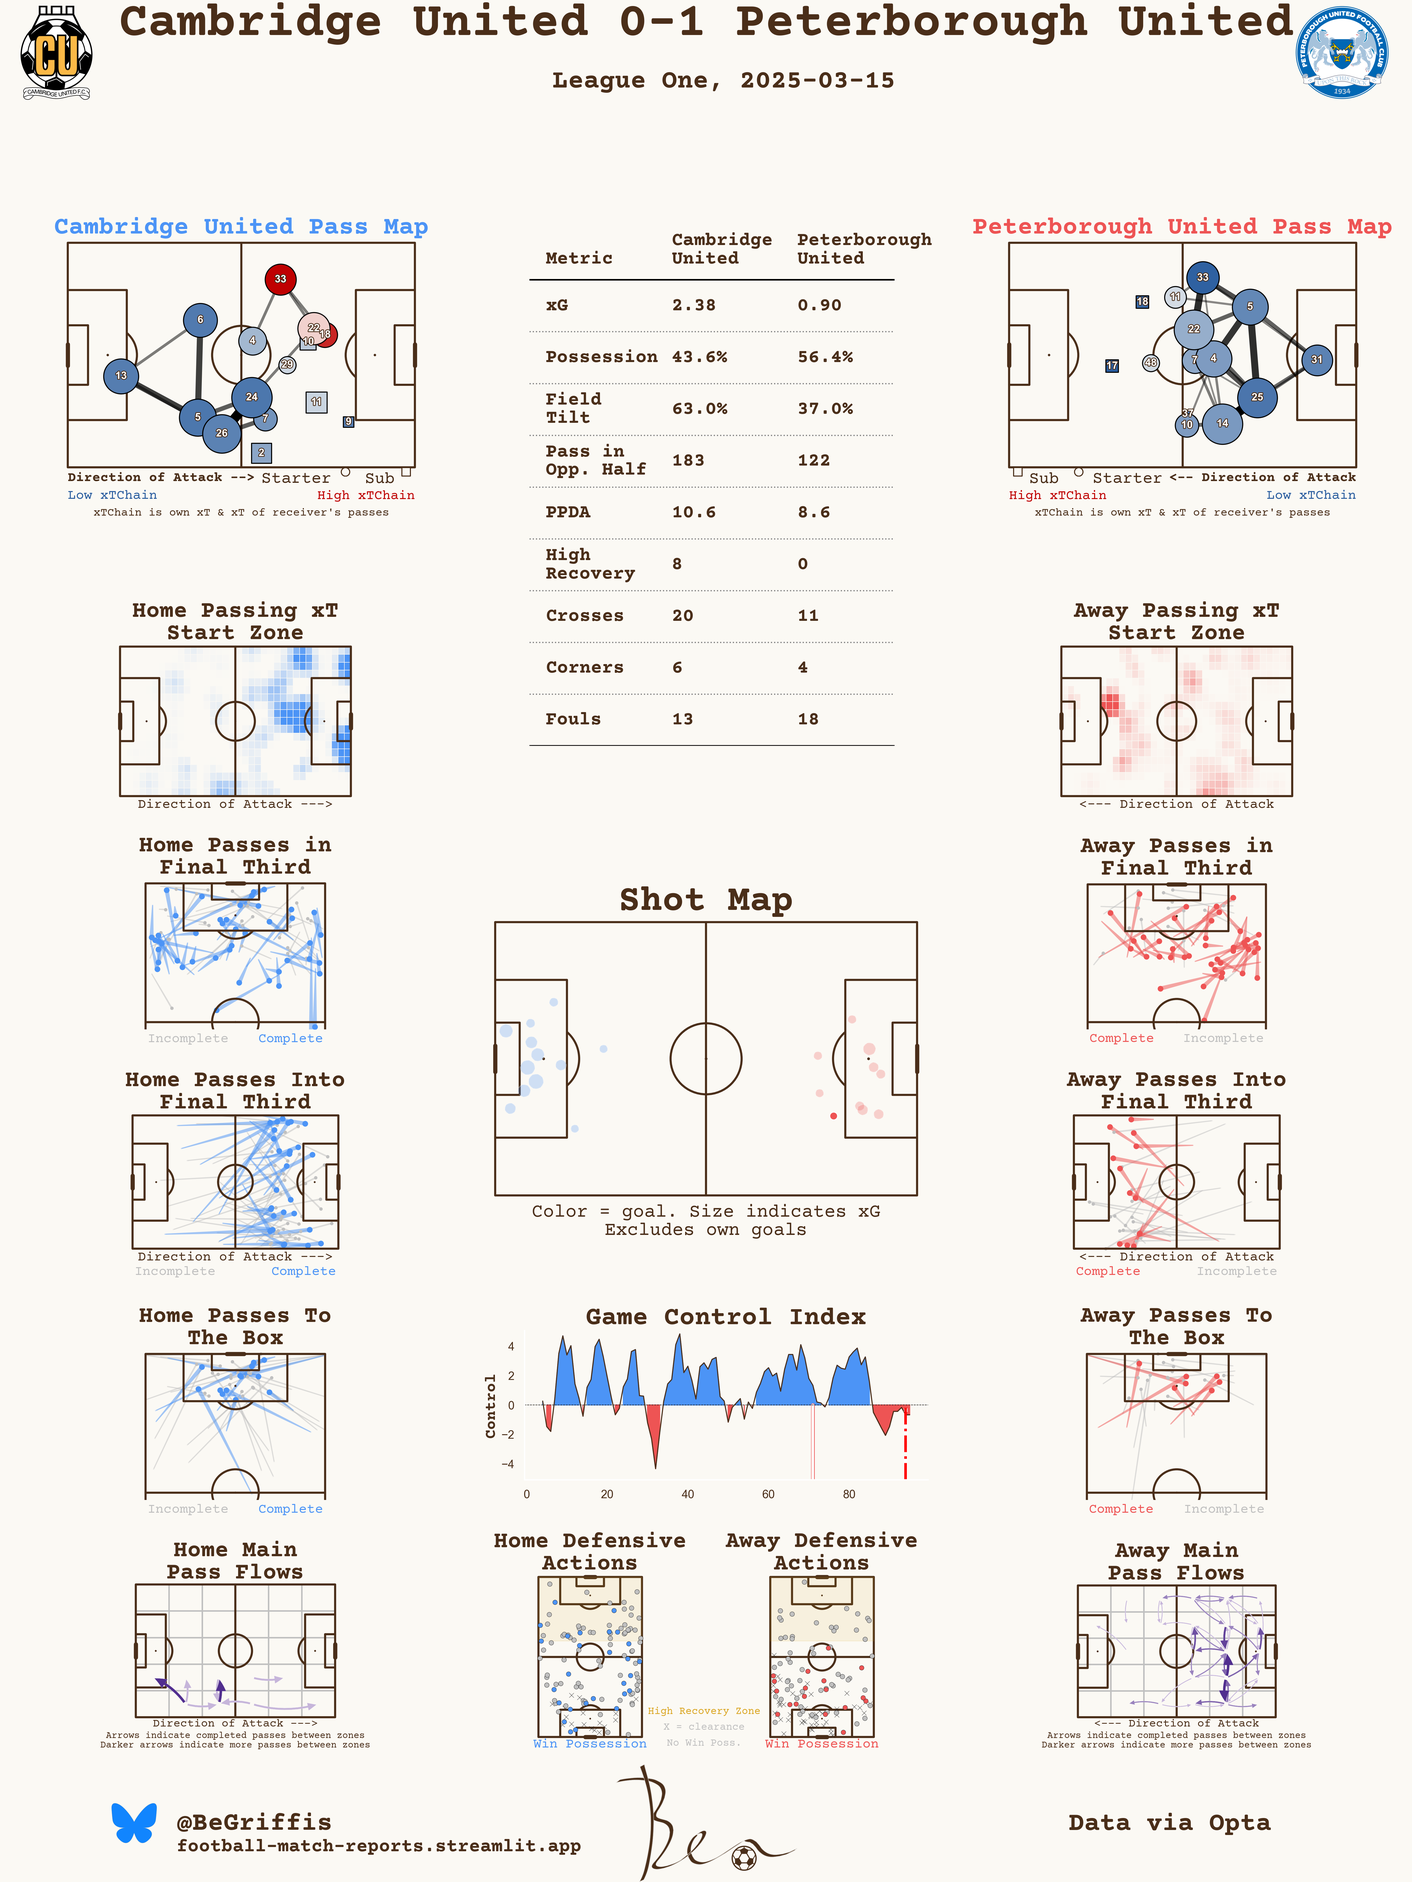 Cambridge United 0-1 Peterborough United
League One, 2025-03-15
CU
CAMBRIDGE UNITED F.C.
PETERBOROUGH UNITED FOOTBALL CLUB
UPON THIS ROCK
1934
Cambridge United Pass Map
33
6
22
18
4
10
29
13
24
11
5
7
9
26
2
Direction of Attack --> Starter Sub
Low xTChain High xTChain
xTChain is own xT & xT of receiver's passes
Metric Cambridge United Peterborough United
xG 2.38 0.90
Possession 43.6% 56.4%
Field Tilt 63.0% 37.0%
Pass in Opp. Half 183 122
PPDA 10.6 8.6
High Recovery 8 0
Crosses 20 11
Corners 6 4
Fouls 13 18
Peterborough United Pass Map
33
11
18
5
22
4
7
48
31
17
25
37
10
14
Sub Starter <-- Direction of Attack
High xTChain Low xTChain
xTChain is own xT & xT of receiver's passes
Home Passing xT
Start Zone
Direction of Attack --->
Away Passing xT
Start Zone
<--- Direction of Attack
Home Passes in
Final Third
Incomplete Complete
Away Passes in
Final Third
Complete Incomplete
Shot Map
Color = goal. Size indicates xG
Excludes own goals
Home Passes Into
Final Third
Direction of Attack --->
Incomplete Complete
Away Passes Into
Final Third
<--- Direction of Attack
Complete Incomplete
Home Passes To
The Box
Incomplete Complete
Game Control Index
Control
4
2
0
−2
−4
0 20 40 60 80
Away Passes To
The Box
Complete Incomplete
Home Main
Pass Flows
Direction of Attack --->
Arrows indicate completed passes between zones
Darker arrows indicate more passes between zones
Home Defensive
Actions
Win Possession
Away Defensive
Actions
Win Possession
High Recovery Zone
X = clearance
No Win Poss.
Away Main
Pass Flows
<--- Direction of Attack
Arrows indicate completed passes between zones
Darker arrows indicate more passes between zones
@BeGriffis
football-match-reports.streamlit.app
Ben
Data via Opta